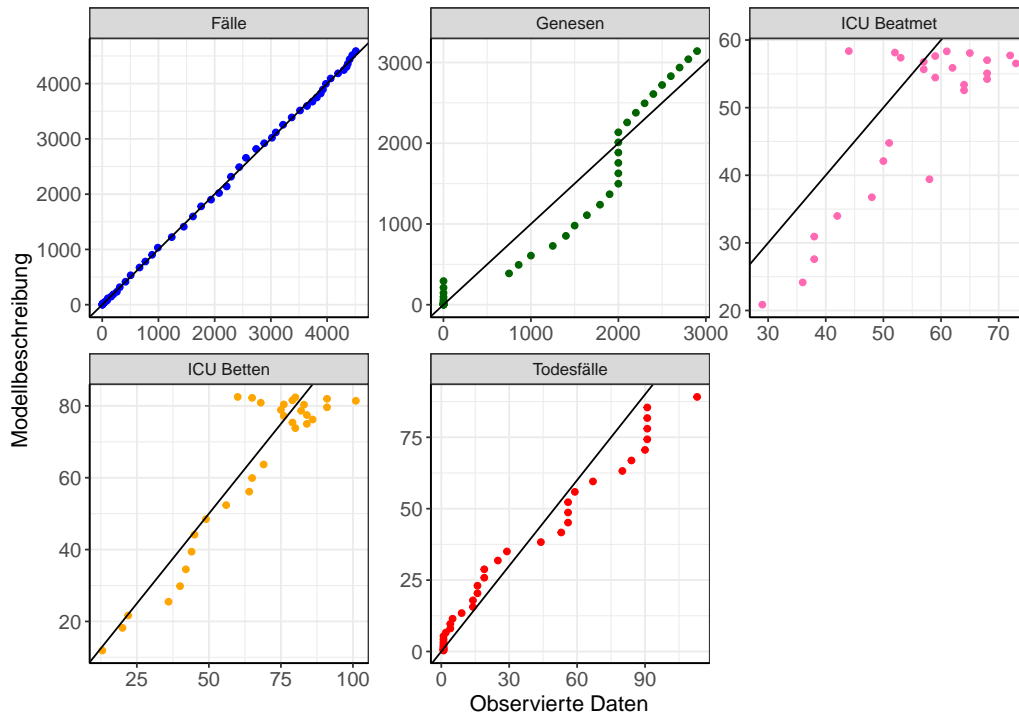 Fälle
Genesen
ICU Beatmet
4000
3000
2000
1000
0
0 1000 2000 3000 4000
3000
2000
1000
0
0 1000 2000 3000
60
50
40
30
20
30 40 50 60 70
Modellbeschreibung
ICU Betten
Todesfälle
80
60
40
20
25 50 75 100
75
50
25
0
0 30 60 90
Observierte Daten